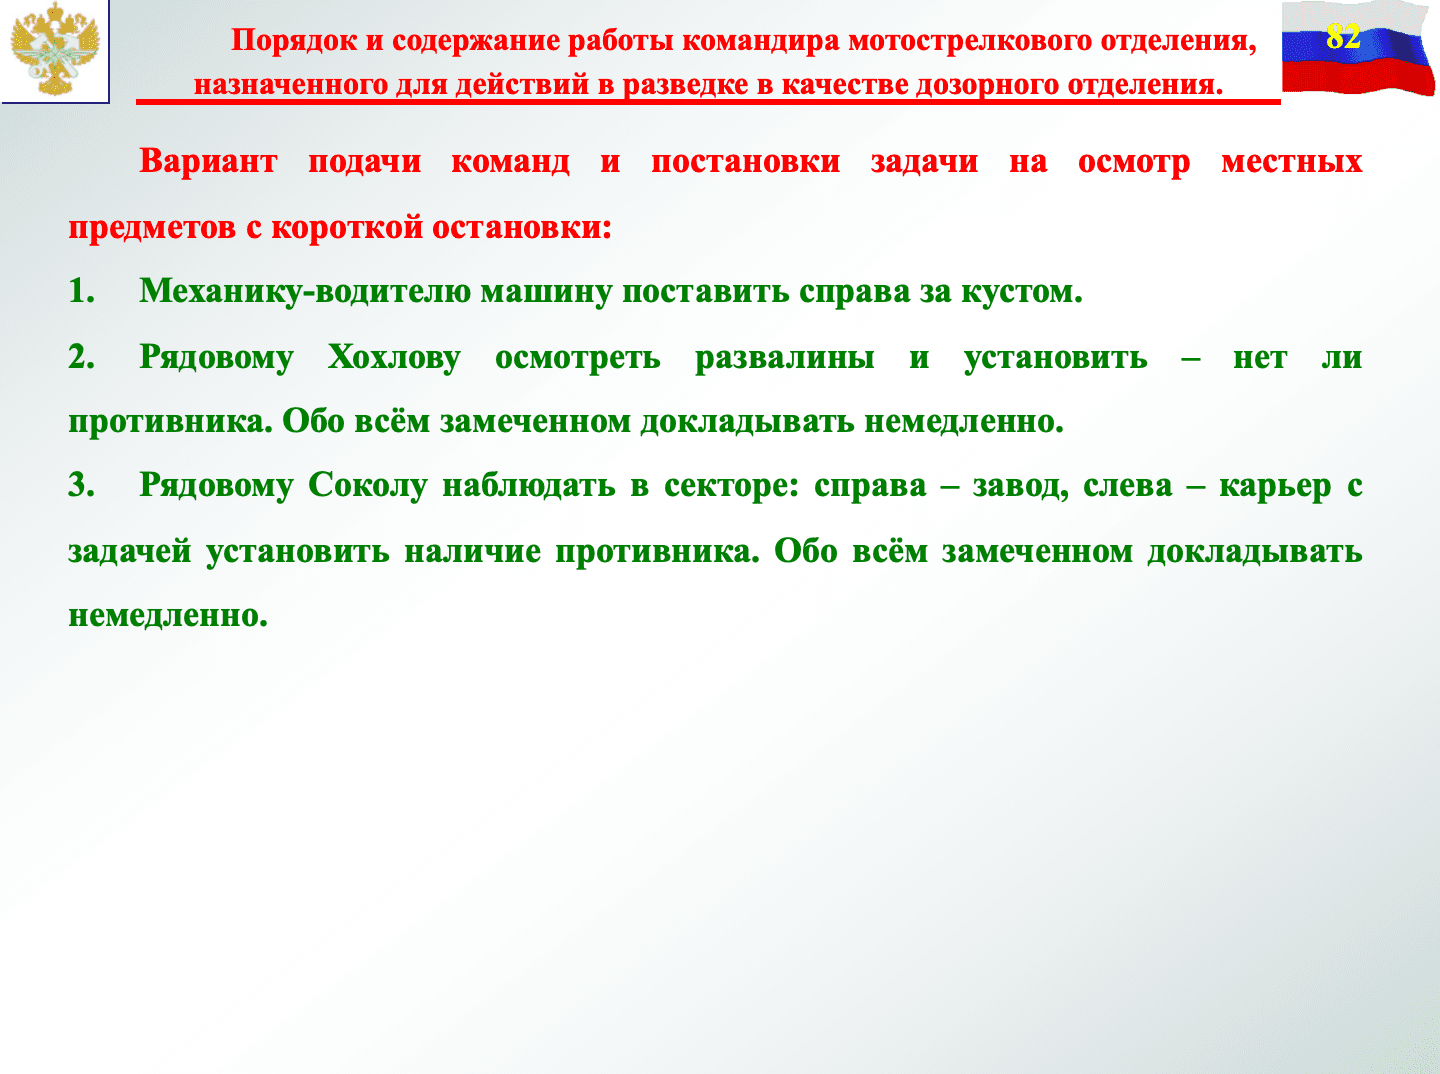 Порядок и содержание работы командира мотострелкового отделения,
82
назначенного для действий в разведке в качестве дозорного отделения.
Вариант подачи команд и постановки задачи на осмотр местных
предметов с короткой остановки:
1. Механику-водителю машину поставить справа за кустом.
2. Рядовому Хохлову осмотреть развалины и установить – нет ли
противника. Обо всём замеченном докладывать немедленно.
3. Рядовому Соколу наблюдать в секторе: справа – завод, слева – карьер с
задачей установить наличие противника. Обо всём замеченном докладывать
немедленно.